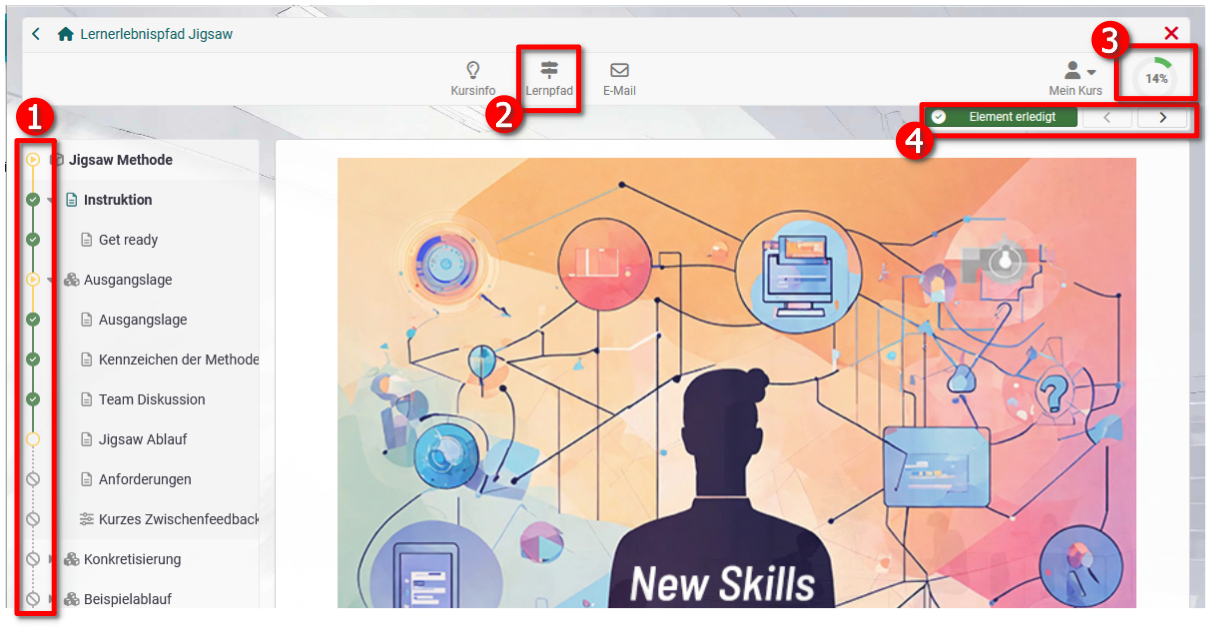 Lernerlebnispfad Jigsaw
3
Kursinfo
Lernpfad
E-Mail
Mein Kurs
14%
2
1
4
Element erledigt
Jigsaw Methode
Instruktion
Get ready
Ausgangslage
Ausgangslage
Kennzeichen der Methode
Team Diskussion
Jigsaw Ablauf
Anforderungen
Kurzes Zwischenfeedback
Konkretisierung
Beispielablauf
New Skills